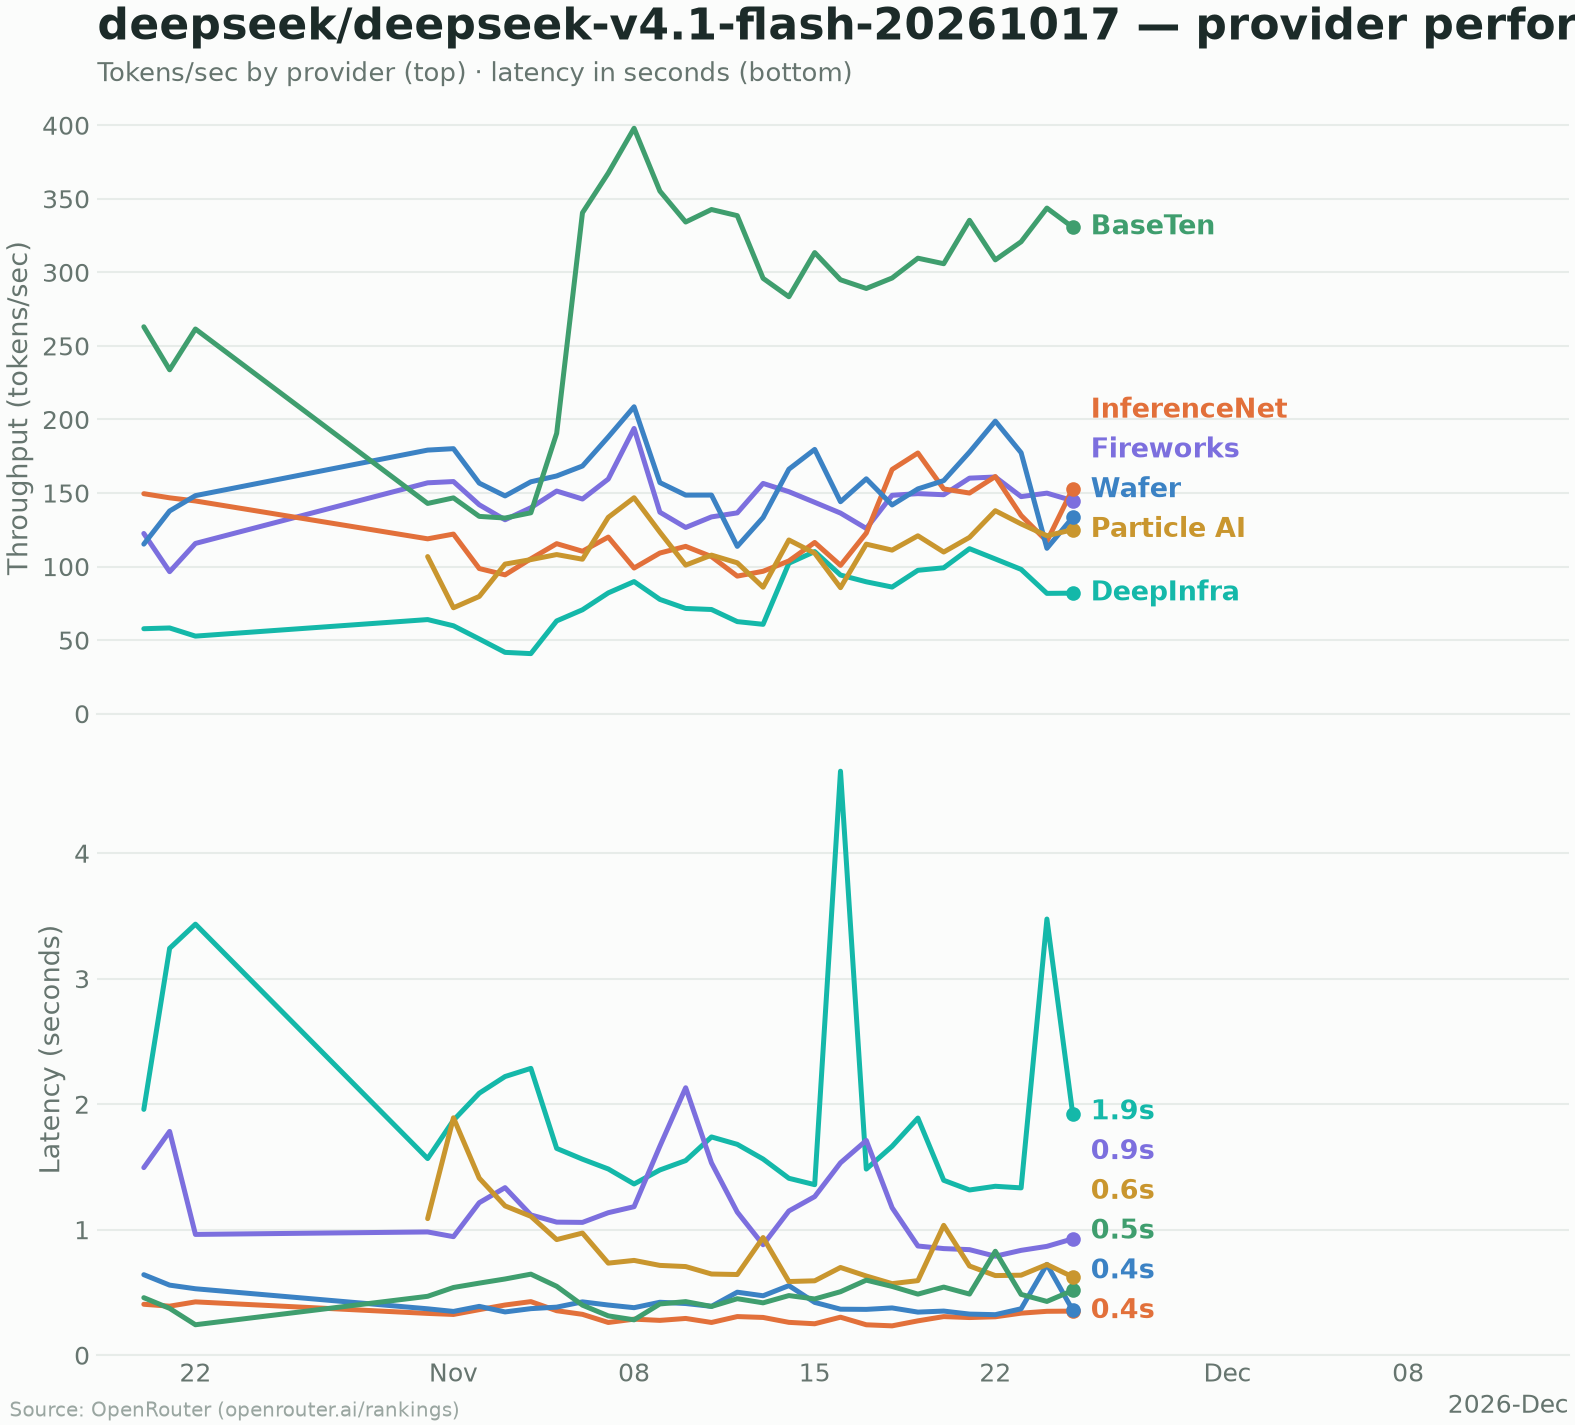 deepseek/deepseek-v4.1-flash-20261017 — provider perfor
Tokens/sec by provider (top) · latency in seconds (bottom)
Throughput (tokens/sec)
400
350
300
250
200
150
100
50
0
BaseTen
InferenceNet
Fireworks
Wafer
Particle AI
DeepInfra
Latency (seconds)
4
3
2
1
0
1.9s
0.9s
0.6s
0.5s
0.4s
0.4s
22 Nov 08 15 22 Dec 08
2026-Dec
Source: OpenRouter (openrouter.ai/rankings)